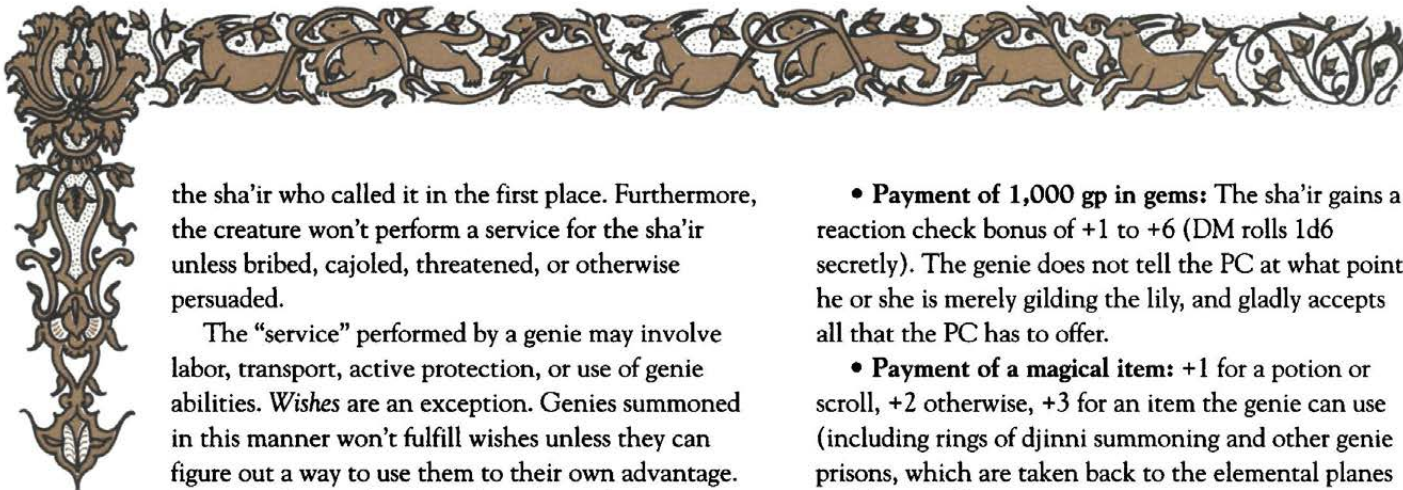 the sha'ir who called it in the first place. Furthermore,
the creature won't perform a service for the sha'ir
unless bribed, cajoled, threatened, or otherwise
persuaded.
The “service” performed by a genie may involve
labor, transport, active protection, or use of genie
abilities. Wishes are an exception. Genies summoned
in this manner won't fulfill wishes unless they can
figure out a way to use them to their own advantage.
• Payment of 1,000 gp in gems: The sha'ir gains a
reaction check bonus of +1 to +6 (DM rolls 1d6
secretly). The genie does not tell the PC at what point
he or she is merely gilding the lily, and gladly accepts
all that the PC has to offer.
• Payment of a magical item: +1 for a potion or
scroll, +2 otherwise, +3 for an item the genie can use
(including rings of djinni summoning and other genie
prisons, which are taken back to the elemental planes